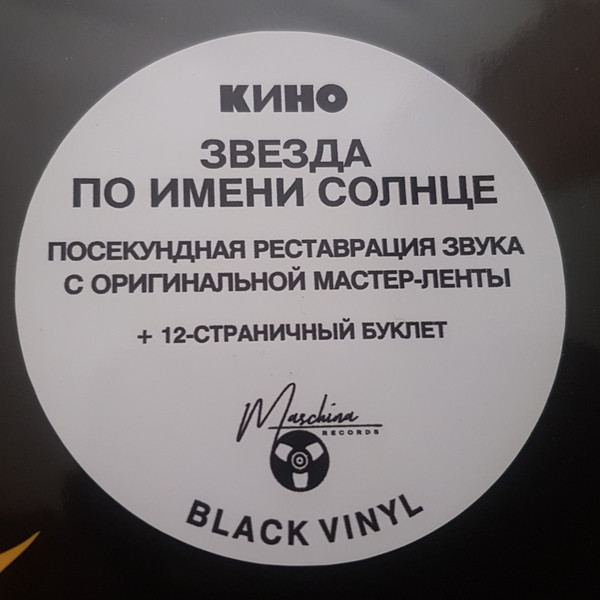 КИНО
ЗВЕЗДА
ПО ИМЕНИ СОЛНЦЕ
ПОСЕКУНДНАЯ РЕСТАВРАЦИЯ ЗВУКА
С ОРИГИНАЛЬНОЙ МАСТЕР-ЛЕНТЫ
+ 12-СТРАНИЧНЫЙ БУКЛЕТ
Maschina
RECORDS
BLACK VINYL